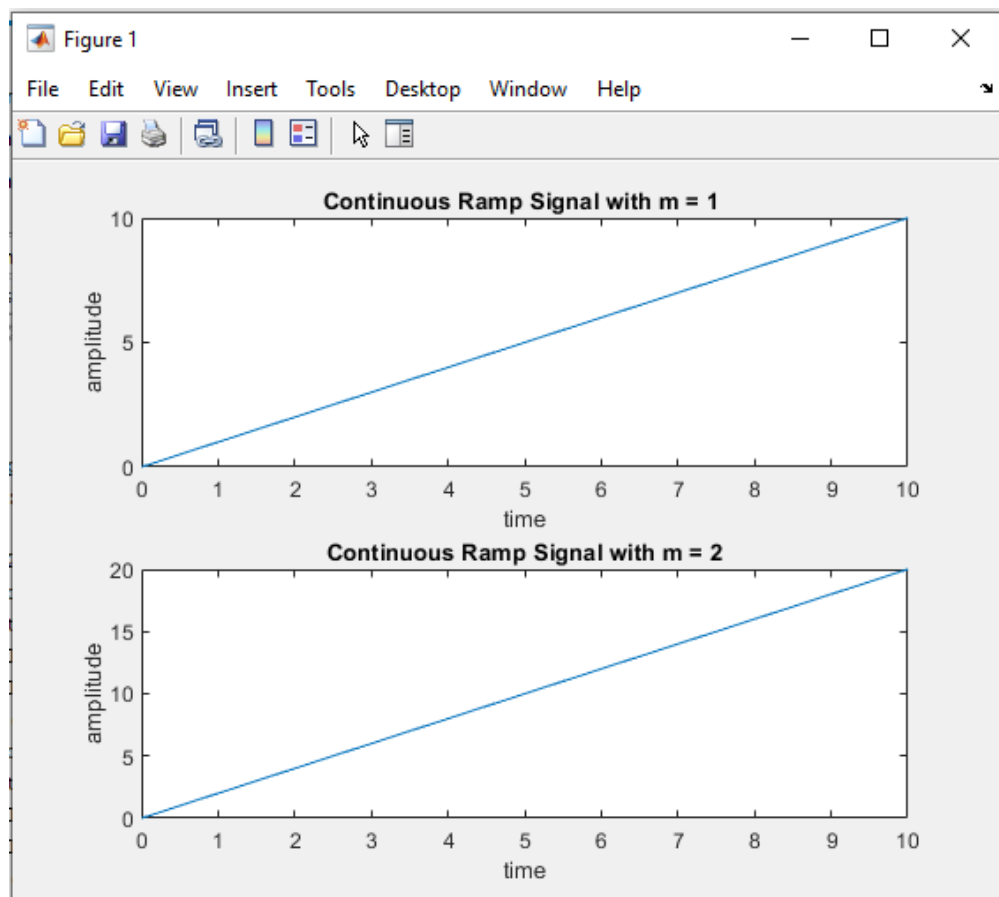 Figure 1
File Edit View Insert Tools Desktop Window Help
Continuous Ramp Signal with m = 1
10
5
0
amplitude
0 1 2 3 4 5 6 7 8 9 10
time
Continuous Ramp Signal with m = 2
20
15
10
5
0
amplitude
0 1 2 3 4 5 6 7 8 9 10
time